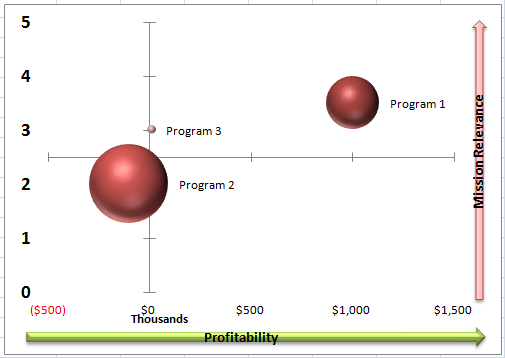 5
4
Program 1
3
Program 3
Mission Relevance
2
Program 2
1
0
($500) $0 $500 $1,000 $1,500
Thousands
Profitability